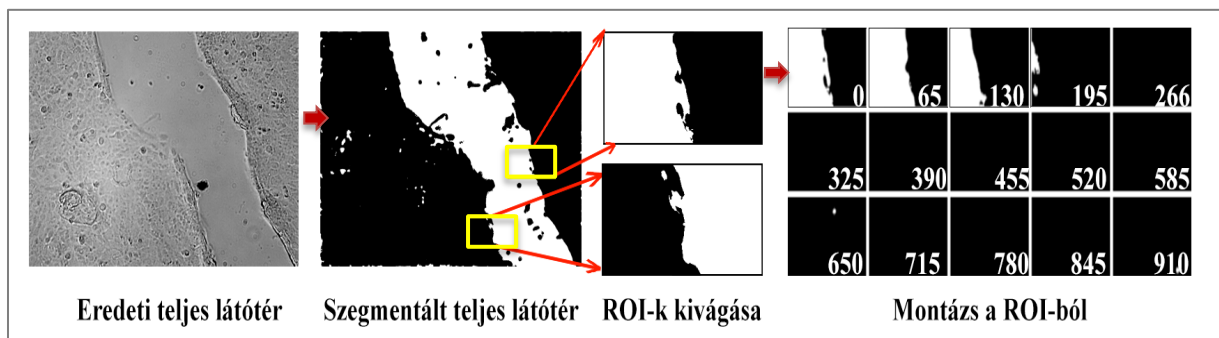 0 65 130 195 266
325 390 455 520 585
650 715 780 845 910
Eredeti teljes látótér
Szegmentált teljes látótér
ROI-k kivágása
Montázs a ROI-ból